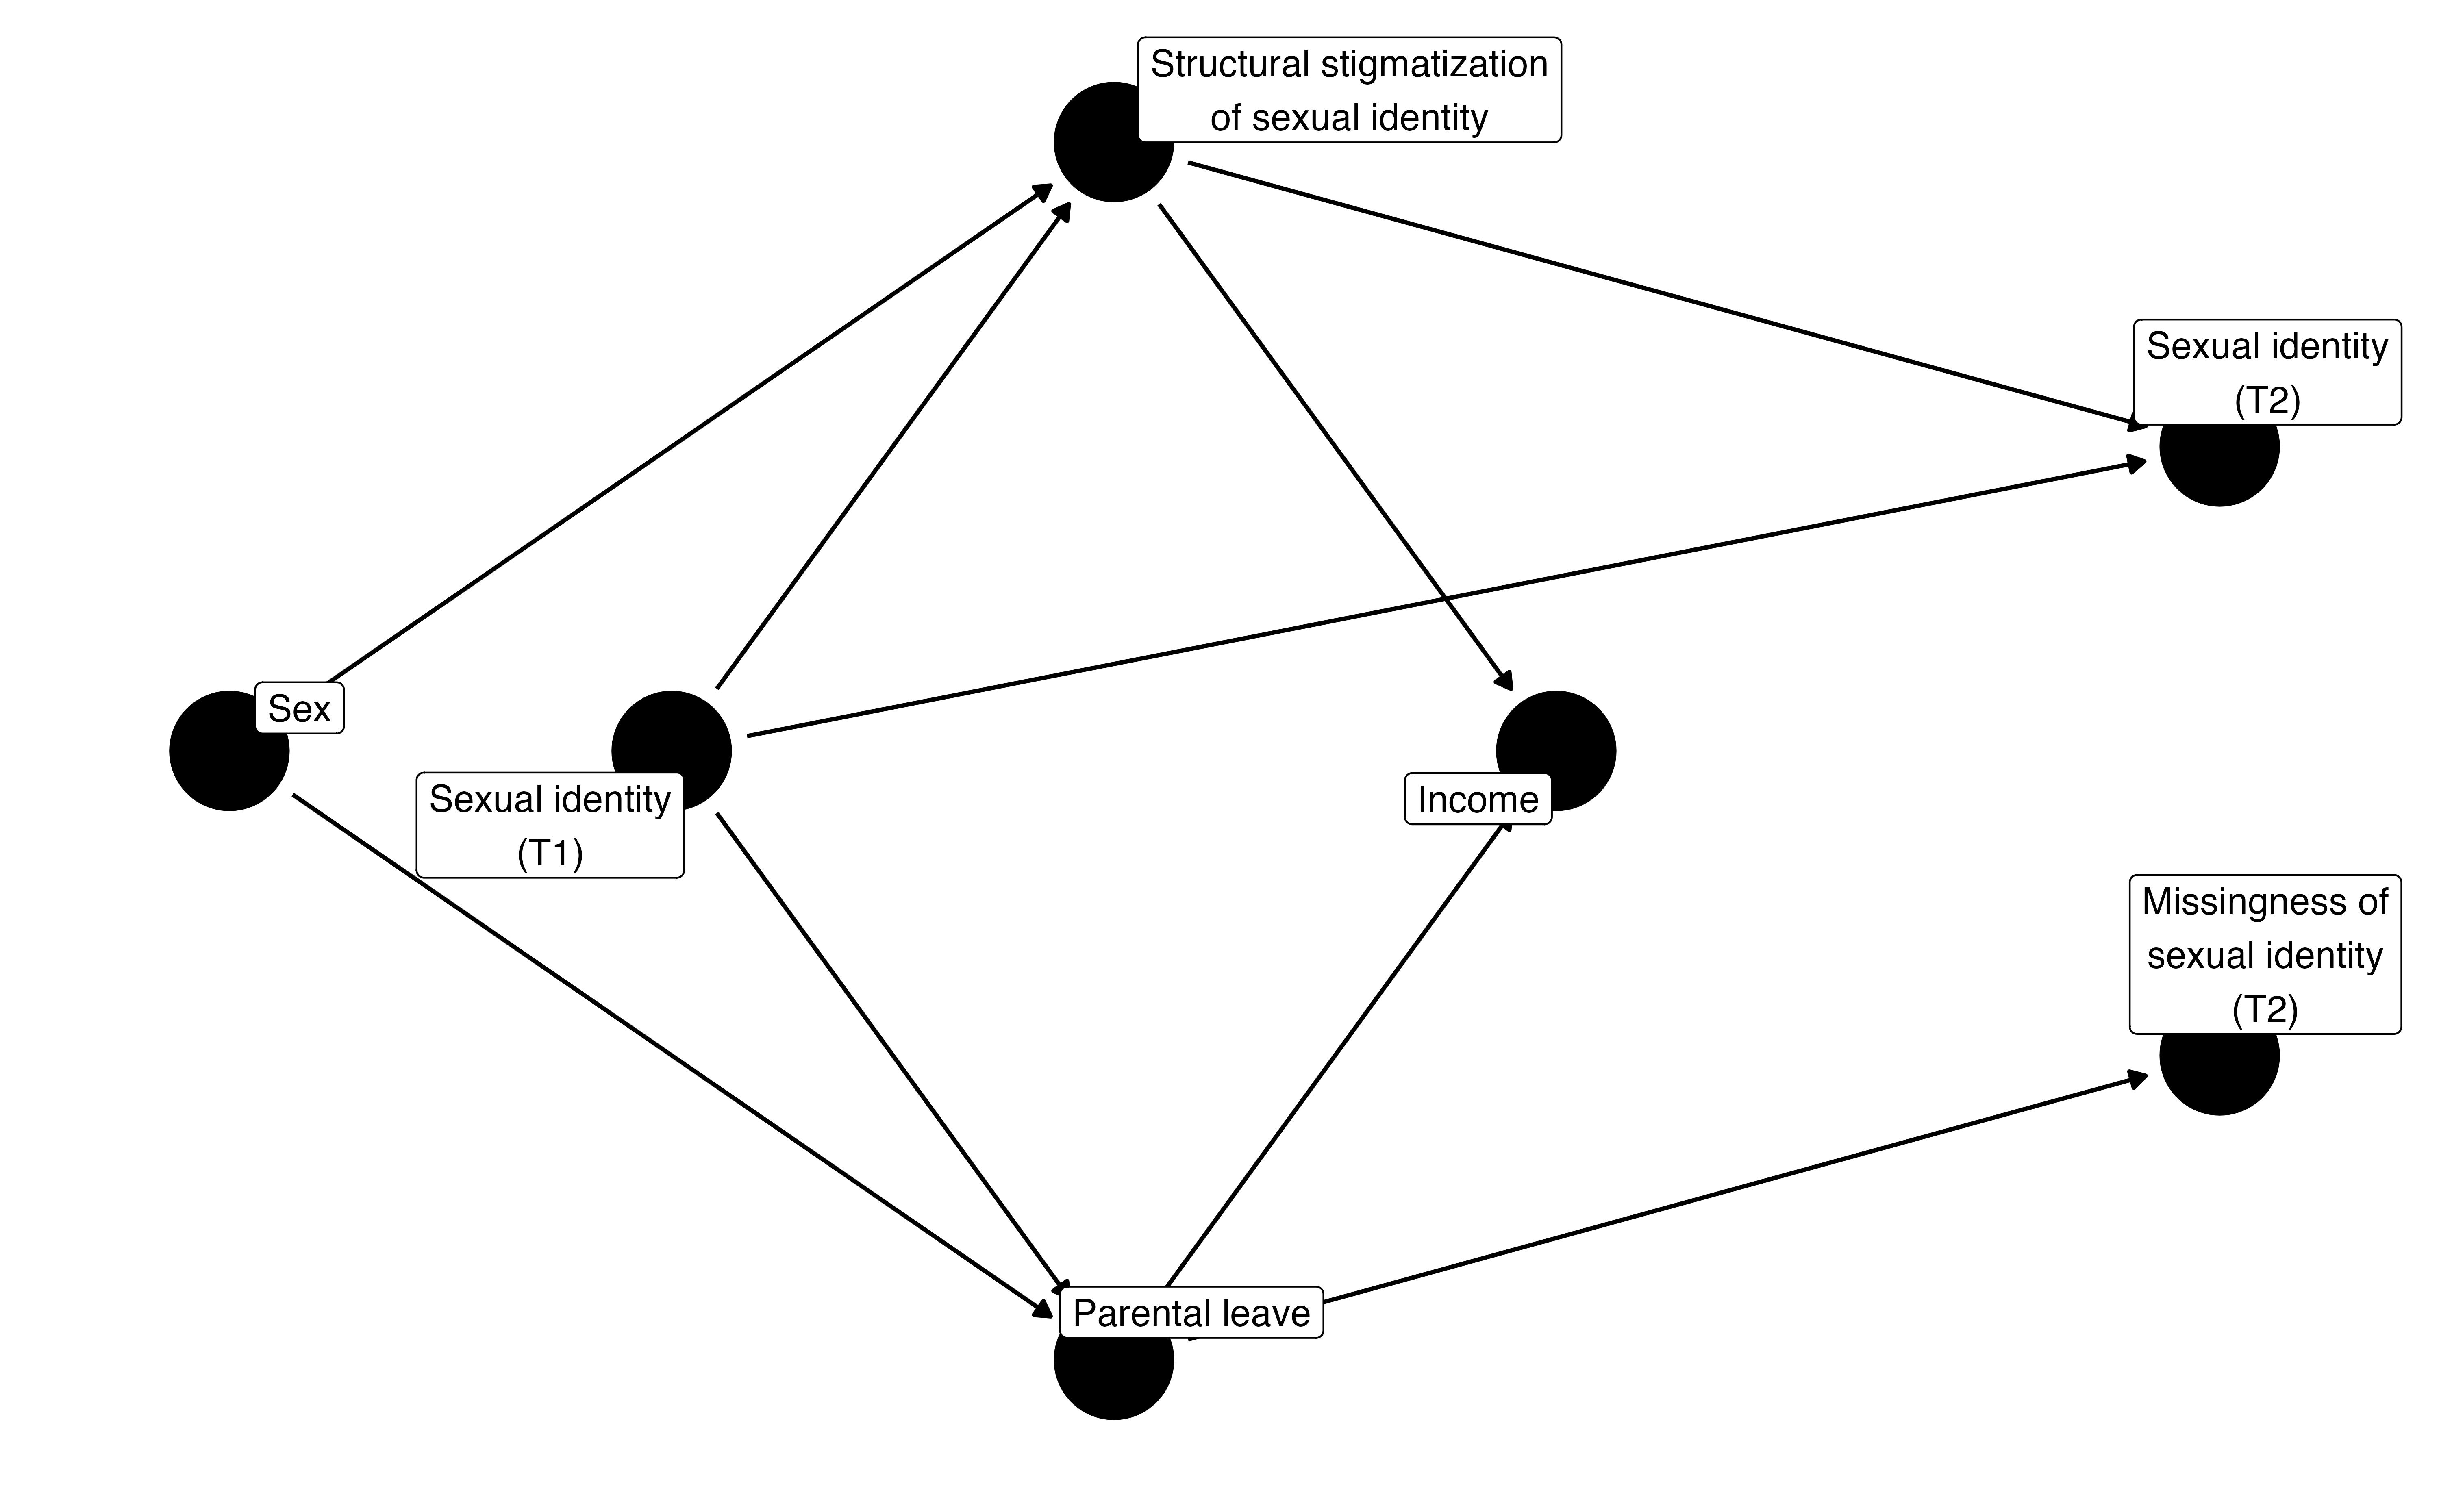 Structural stigmatization
of sexual identity
Sexual identity
(T2)
Sex
Sexual identity
(T1)
Income
Missingness of
sexual identity
(T2)
Parental leave